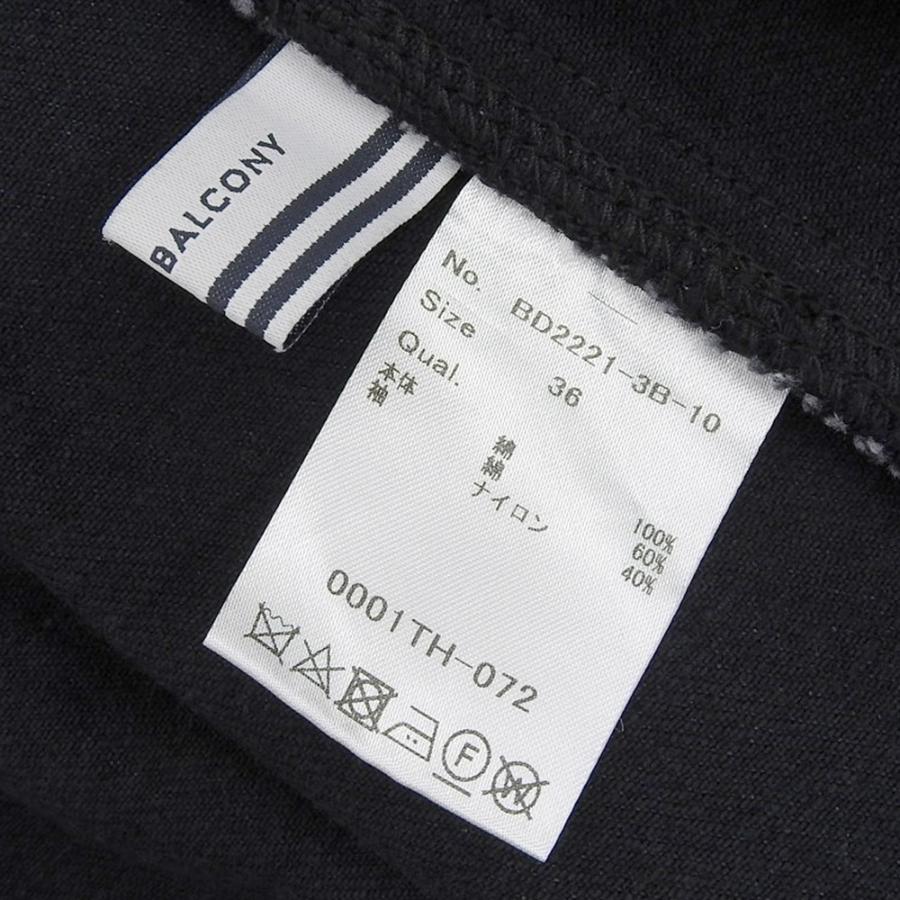 BALCONY
No. BD2221-3B-10
Size 36
Qual.
本体 綿 100%
袖 綿 60%
ナイロン 40%
0001TH-072
F W